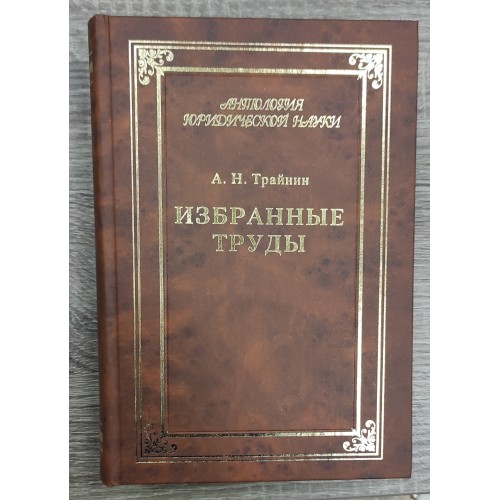 АНТОЛОГИЯ
ЮРИДИЧЕСКОЙ НАУКИ
А. Н. Трайнин
ИЗБРАННЫЕ
ТРУДЫ